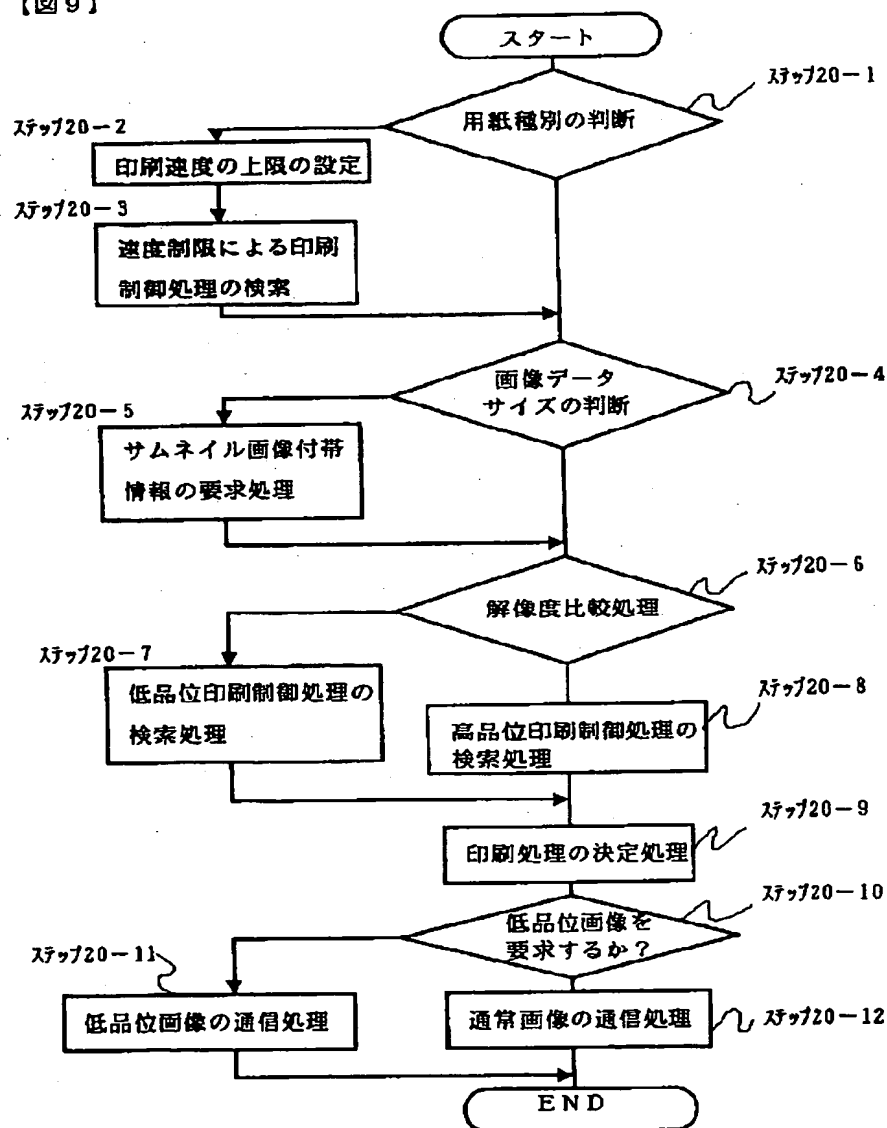 【図9】
スタート
ステップ20-1
用紙種別の判断
ステップ20-2
印刷速度の上限の設定
ステップ20-3
速度制限による印刷
制御処理の検索
画像データ
サイズの判断
ステップ20-4
ステップ20-5
サムネイル画像付帯
情報の要求処理
ステップ20-6
解像度比較処理
ステップ20-7
低品位印刷制御処理の
検索処理
ステップ20-8
高品位印刷制御処理の
検索処理
ステップ20-9
印刷処理の決定処理
ステップ20-10
低品位画像を
要求するか?
ステップ20-11
低品位画像の通信処理
通常画像の通信処理
ステップ20-12
END